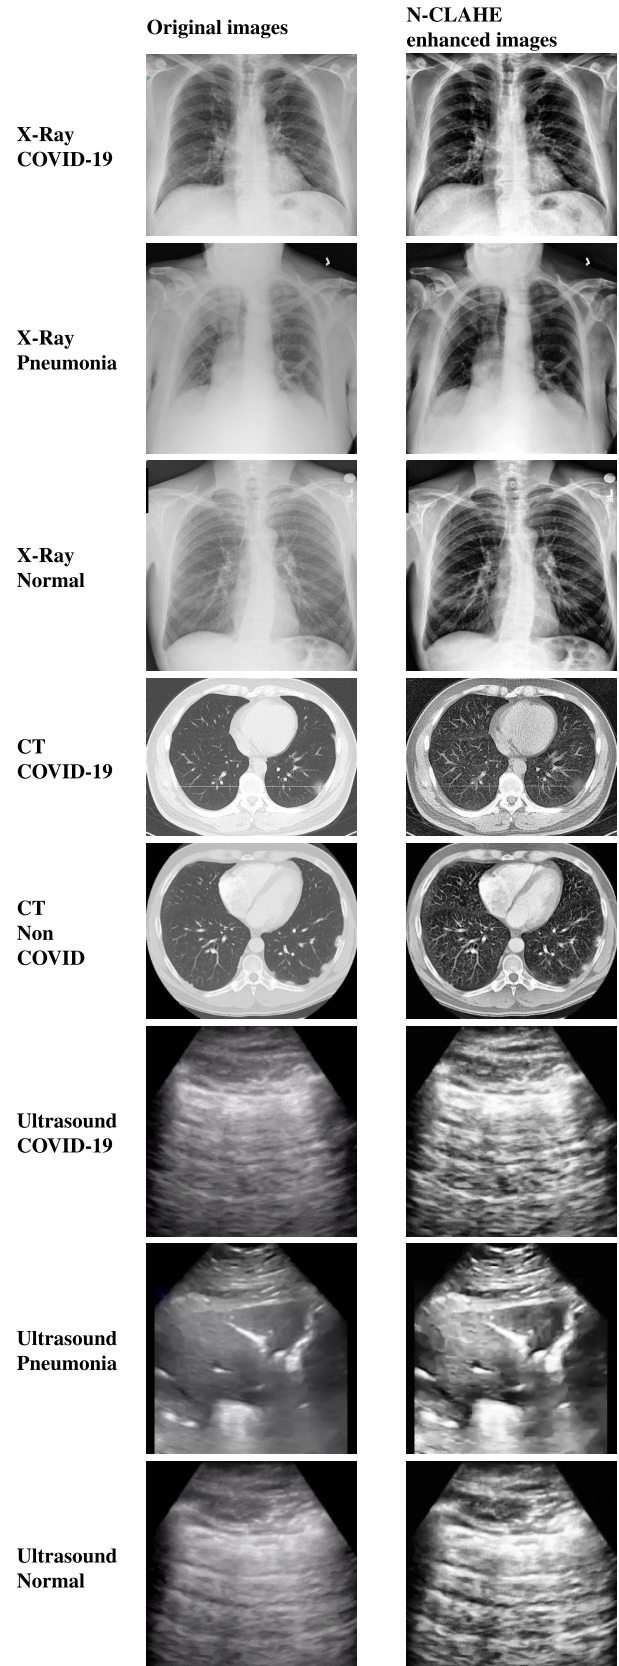 Original images
N-CLAHE
enhanced images
X-Ray
COVID-19
X-Ray
Pneumonia
X-Ray
Normal
CT
COVID-19
CT
Non
COVID
Ultrasound
COVID-19
Ultrasound
Pneumonia
Ultrasound
Normal